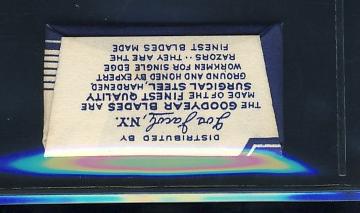 THE GOODYEAR BLADES ARE
MADE OF THE FINEST QUALITY
SURGICAL STEEL, HARDENED,
GROUND AND HONED BY EXPERT
WORKMEN FOR SINGLE EDGE
RAZORS·· THEY ARE THE
FINEST BLADES MADE
DISTRIBUTED BY
N.Y.